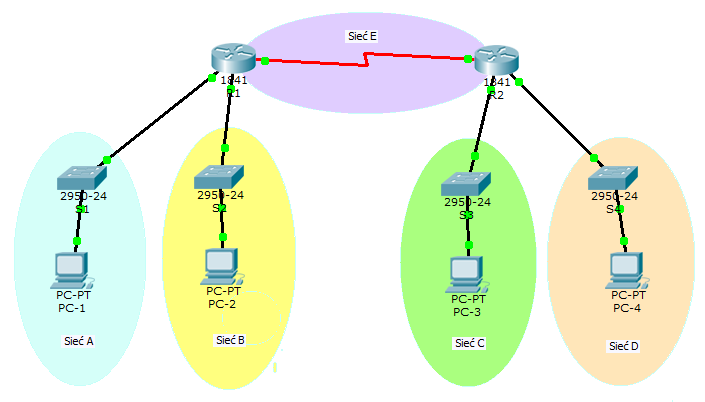 Sieć E
1841
R1
1841
R2
2950-24
S1
2950-24
S2
2950-24
S3
2950-24
S4
PC-PT
PC-1
PC-PT
PC-2
PC-PT
PC-3
PC-PT
PC-4
Sieć A
Sieć B
Sieć C
Sieć D